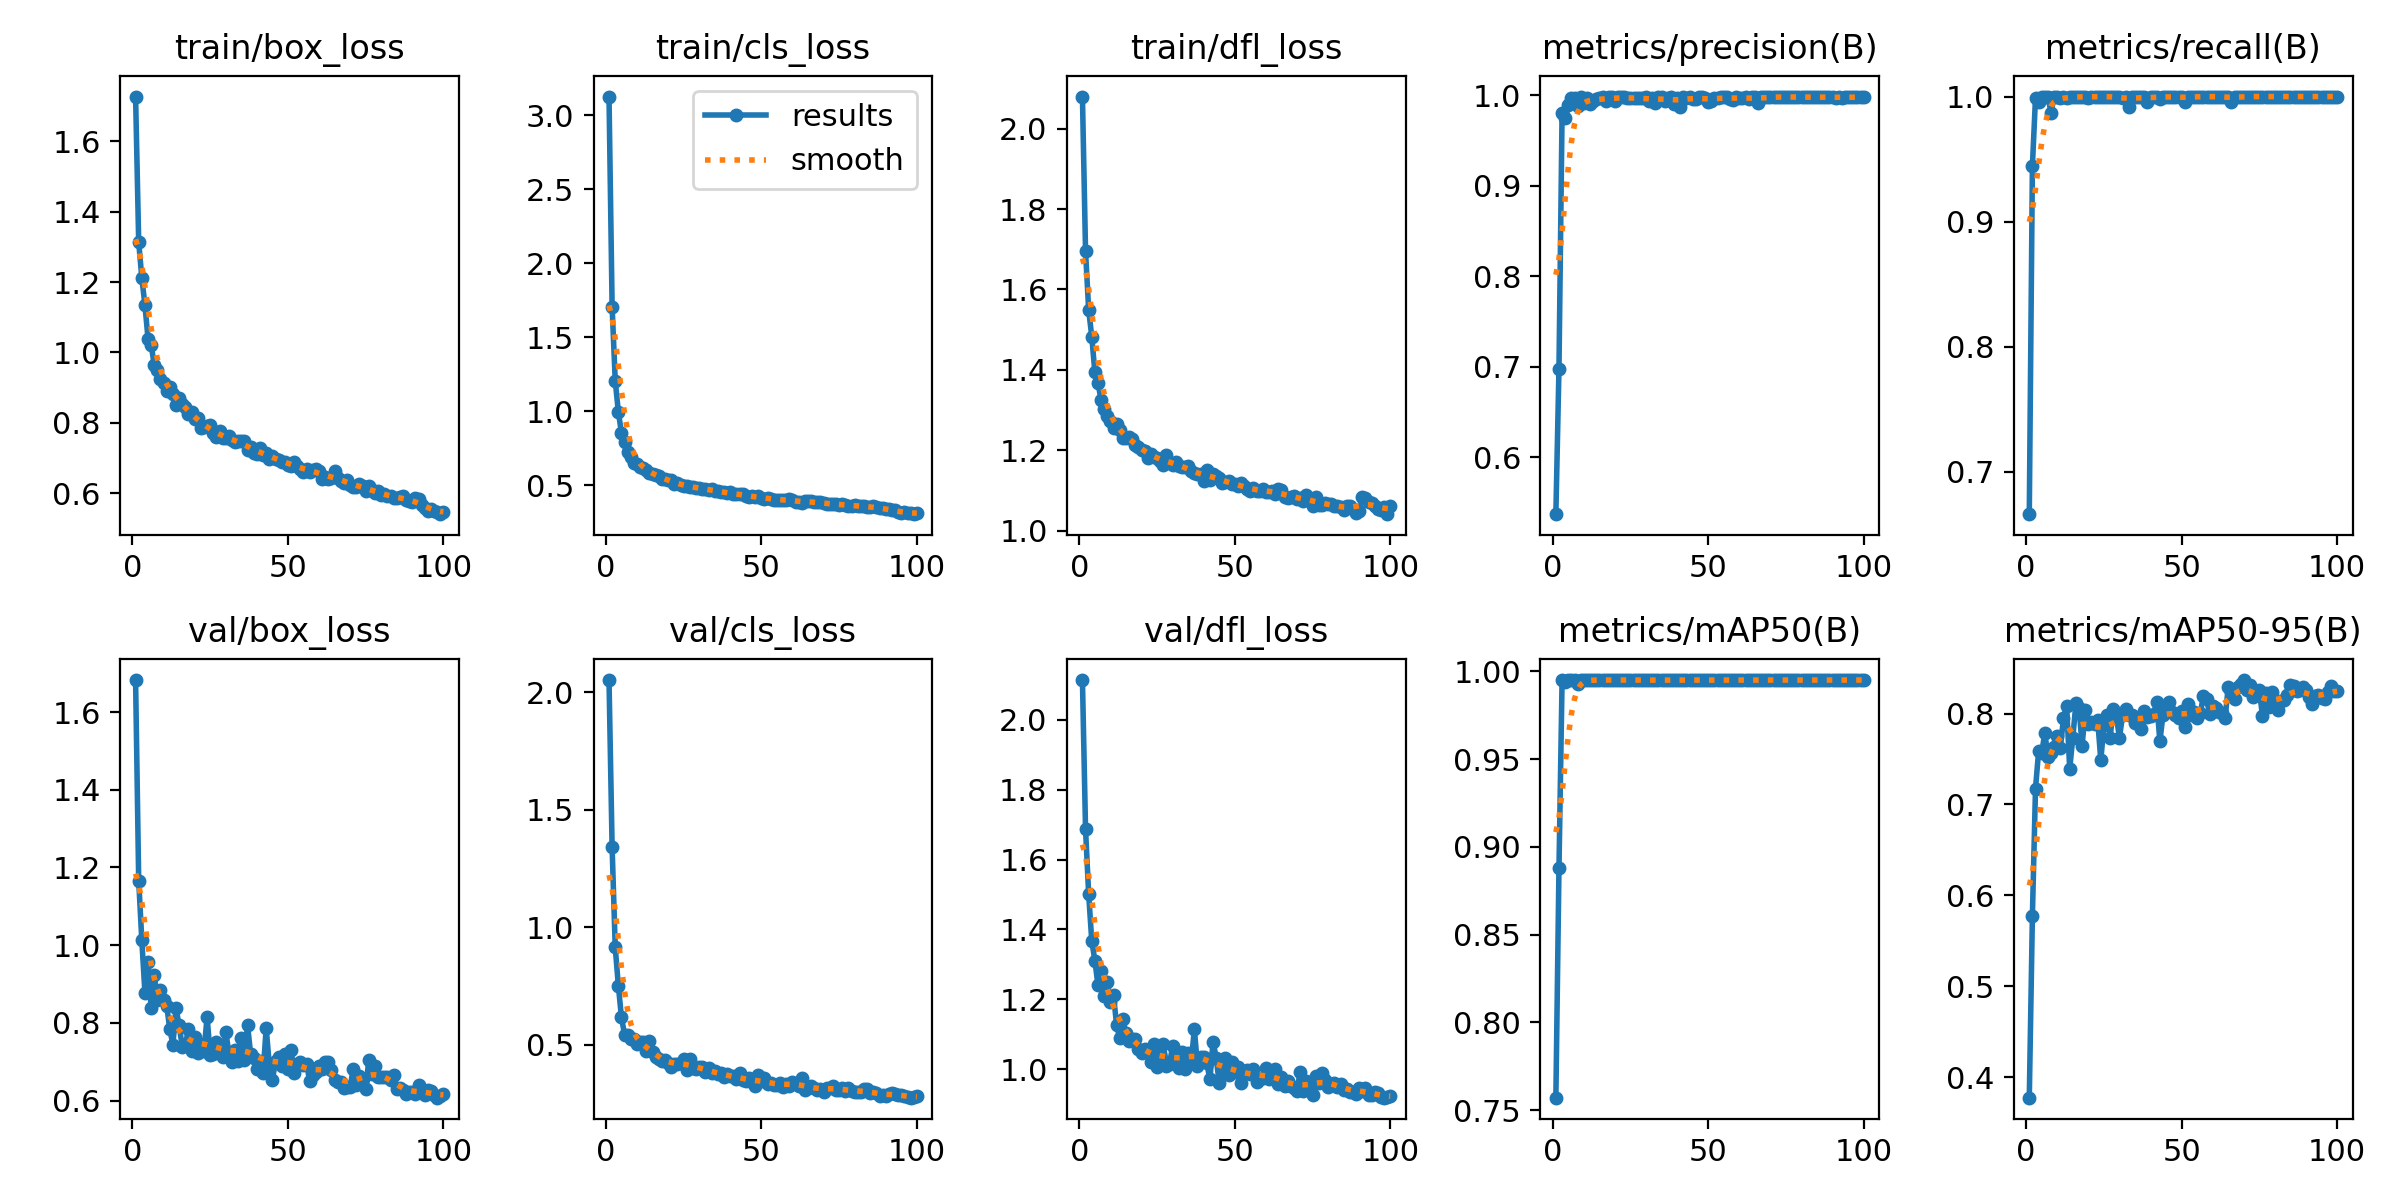 train/box_loss
1.6
1.4
1.2
1.0
0.8
0.6
0 50 100
train/cls_loss
results
smooth
3.0
2.5
2.0
1.5
1.0
0.5
0 50 100
train/dfl_loss
2.0
1.8
1.6
1.4
1.2
1.0
0 50 100
metrics/precision(B)
1.0
0.9
0.8
0.7
0.6
0 50 100
metrics/recall(B)
1.0
0.9
0.8
0.7
0 50 100
val/box_loss
1.6
1.4
1.2
1.0
0.8
0.6
0 50 100
val/cls_loss
2.0
1.5
1.0
0.5
0 50 100
val/dfl_loss
2.0
1.8
1.6
1.4
1.2
1.0
0 50 100
metrics/mAP50(B)
1.00
0.95
0.90
0.85
0.80
0.75
0 50 100
metrics/mAP50-95(B)
0.8
0.7
0.6
0.5
0.4
0 50 100